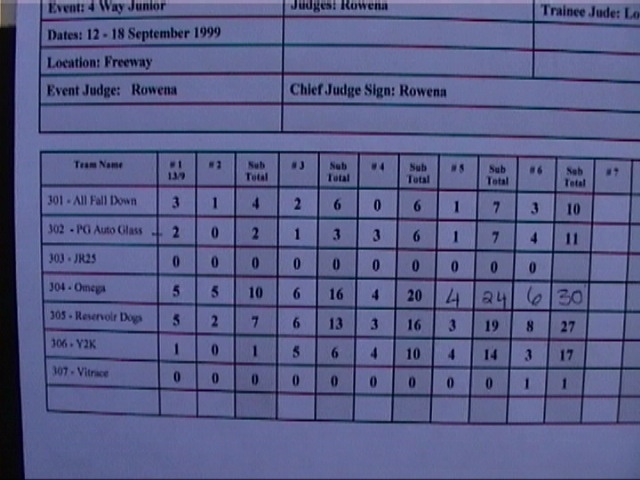 Event: 4 Way Junior Judges: Rowena Trainee Jude: Lo
Dates: 12 - 18 September 1999
Location: Freeway
Event Judge: Rowena Chief Judge Sign: Rowena
Team Name # 1 13/9 # 2 Sub Total # 3 Sub Total # 4 Sub Total # 5 Sub Total # 6 Sub Total # 7
301 - All Fall Down 3 1 4 2 6 0 6 1 7 3 10
302 - PG Auto Glass 2 0 2 1 3 3 6 1 7 4 11
303 - JR25 0 0 0 0 0 0 0 0 0 0
304 - Omega 5 5 10 6 16 4 20 4 24 6 30
305 - Reservoir Dogs 5 2 7 6 13 3 16 3 19 8 27
306 - Y2K 1 0 1 5 6 4 10 4 14 3 17
307 - Vitrace 0 0 0 0 0 0 0 0 0 1 1